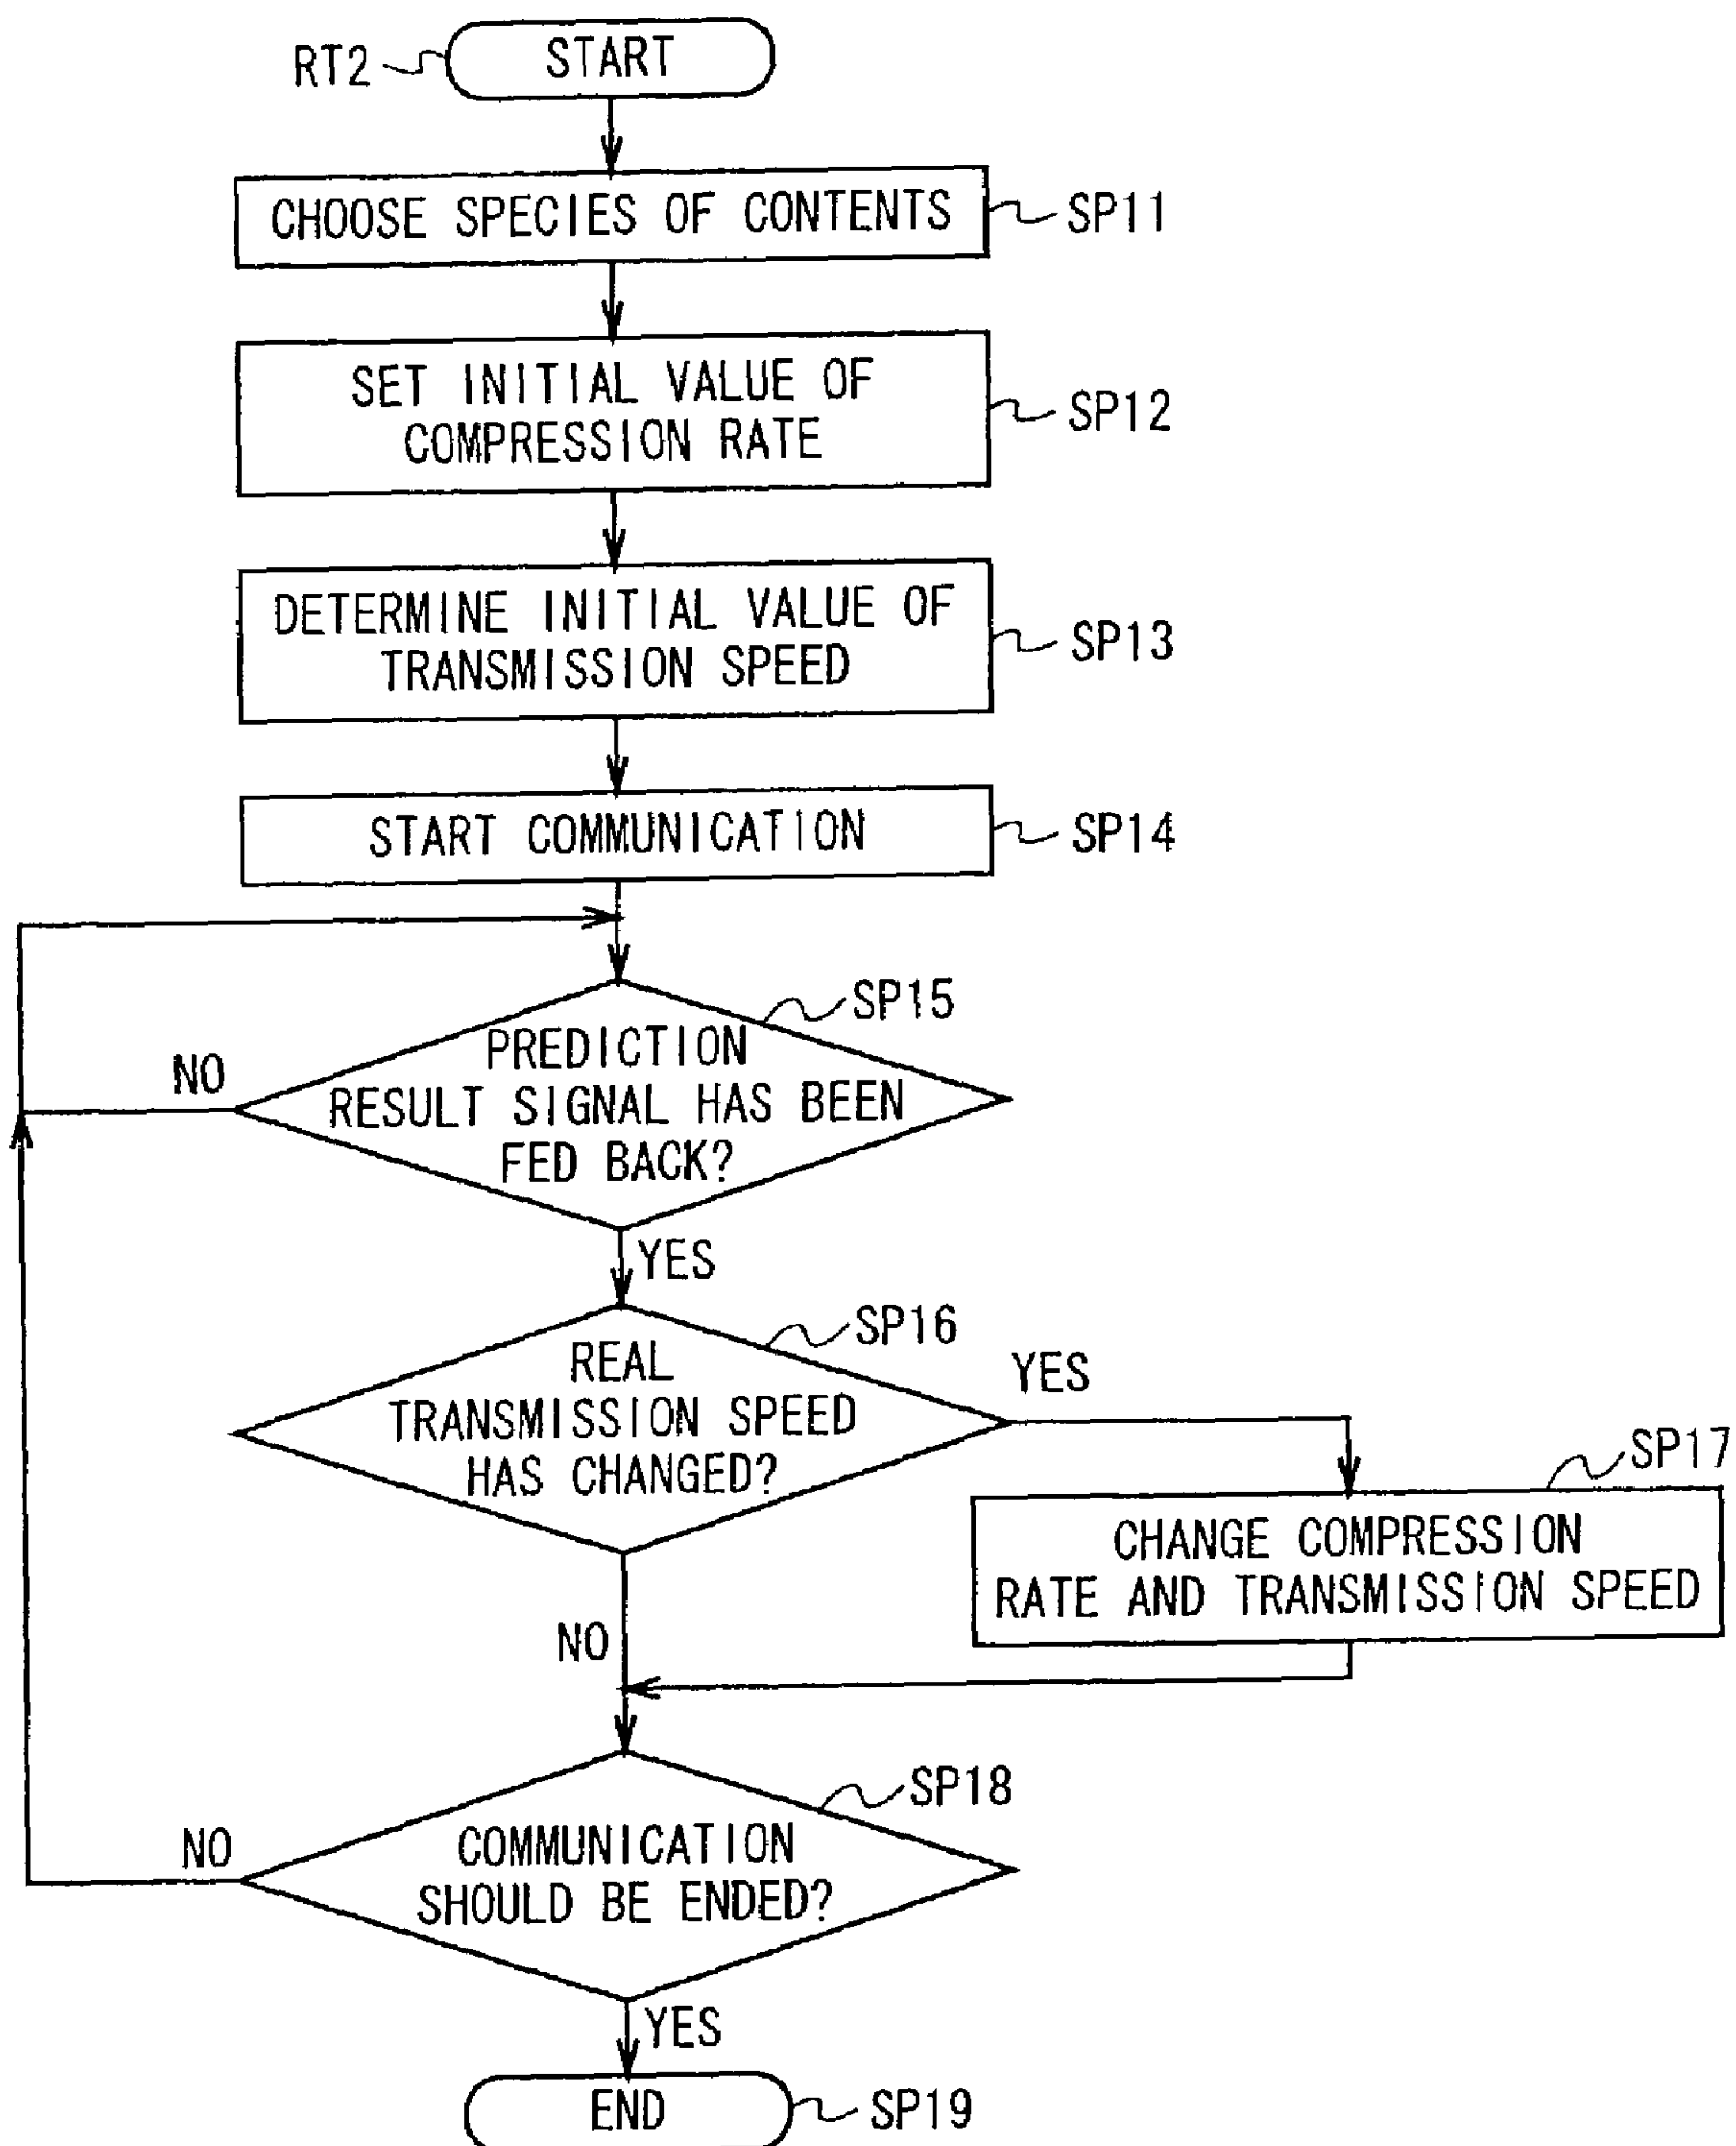 RT2
START
CHOOSE SPECIES OF CONTENTS
SP11
SET INITIAL VALUE OF
COMPRESSION RATE
SP12
DETERMINE INITIAL VALUE OF
TRANSMISSION SPEED
SP13
START COMMUNICATION
SP14
SP15
PREDICTION
RESULT SIGNAL HAS BEEN
FED BACK?
NO
YES
SP16
REAL
TRANSMISSION SPEED
HAS CHANGED?
YES
SP17
CHANGE COMPRESSION
RATE AND TRANSMISSION SPEED
NO
SP18
COMMUNICATION
SHOULD BE ENDED?
NO
YES
END
SP19